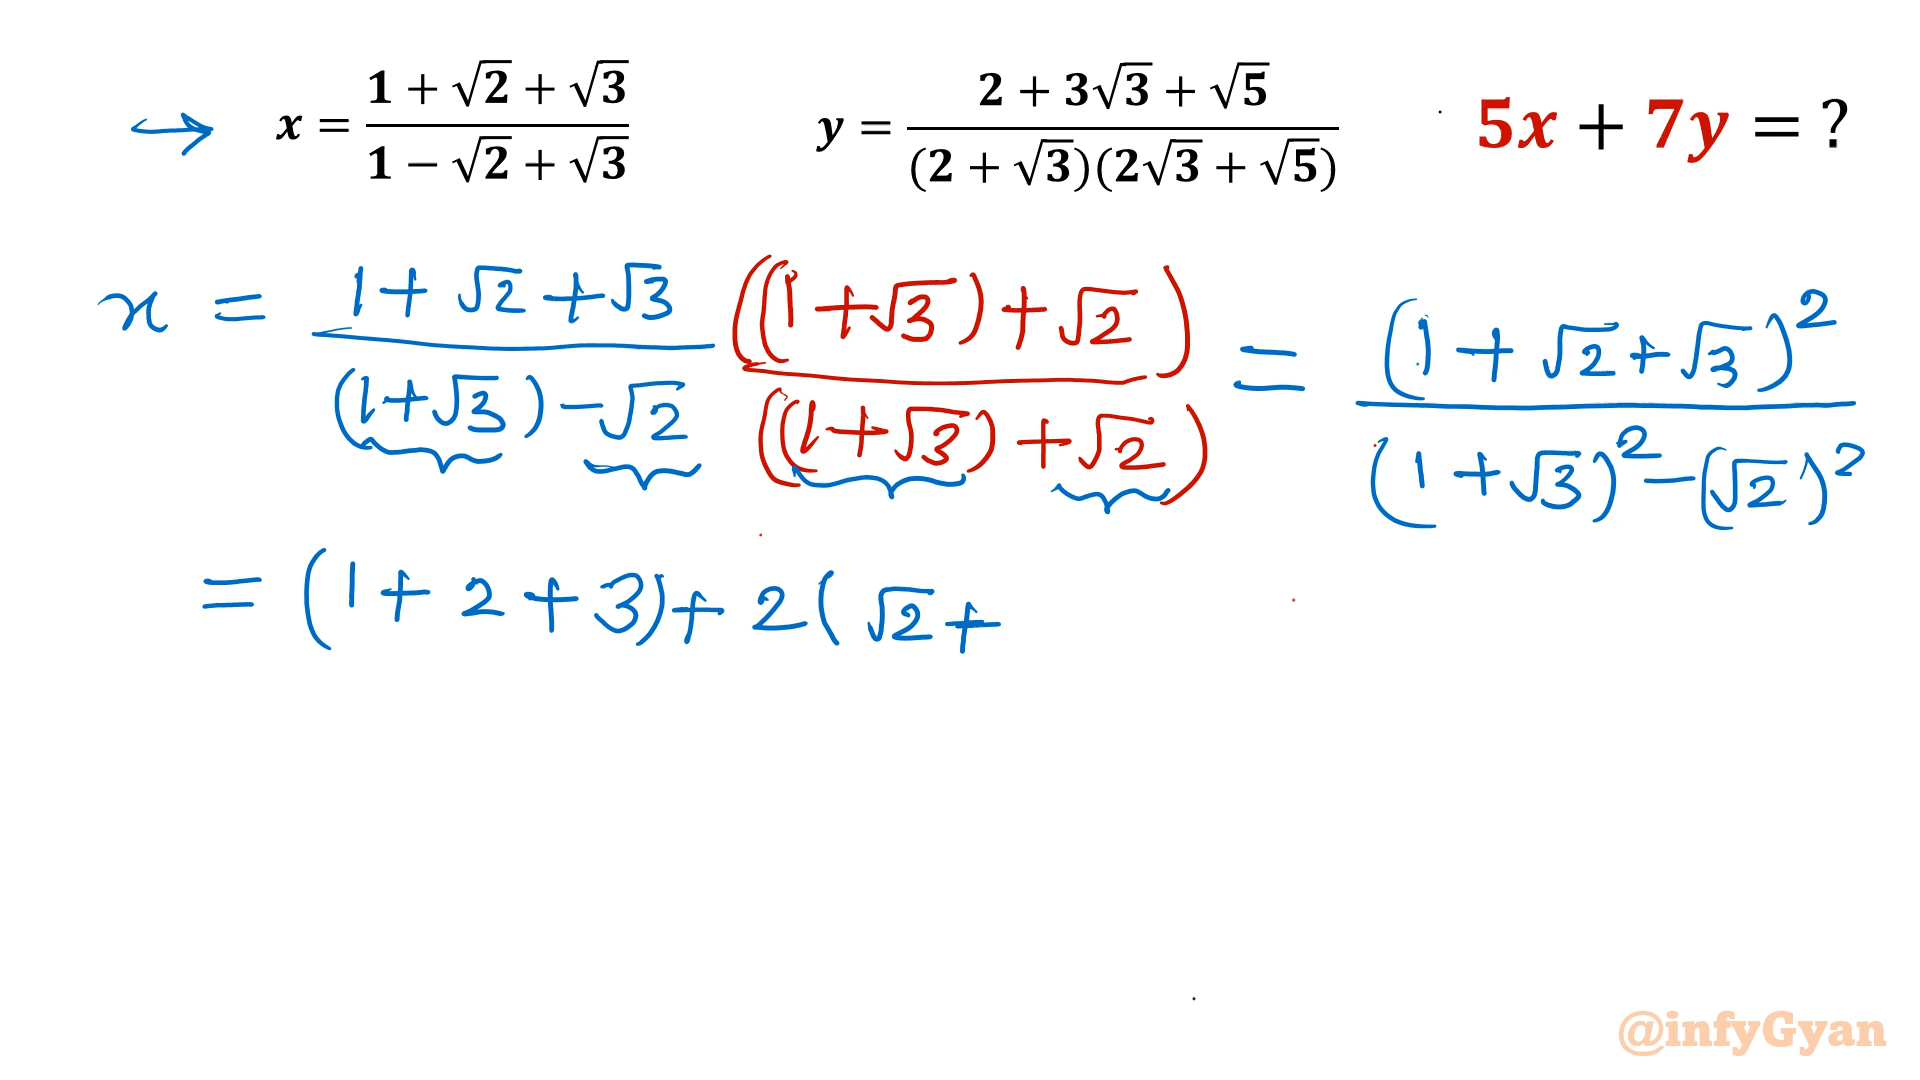 → x = (1 + √2 + √3)/(1 − √2 + √3) y = (2 + 3√3 + √5)/((2 + √3)(2√3 + √5)) 5x + 7y = ?
x = (1 + √2 + √3)/((1 + √3) − √2) ((1 + √3) + √2)/((1 + √3) + √2) = (1 + √2 + √3)²/((1 + √3)² − (√2)²)
= (1 + 2 + 3) + 2(√2 +
@infyGyan